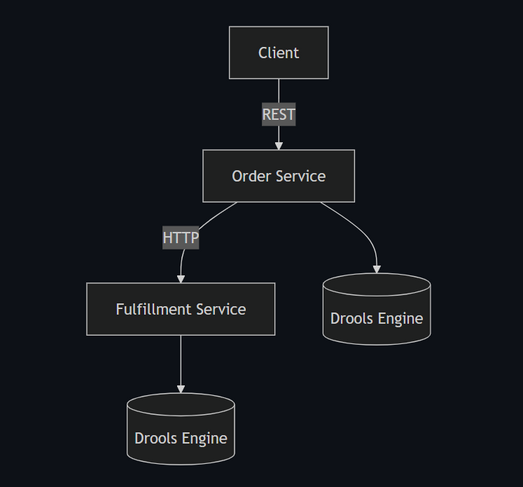 Client
REST
Order Service
HTTP
Fulfillment Service
Drools Engine
Drools Engine